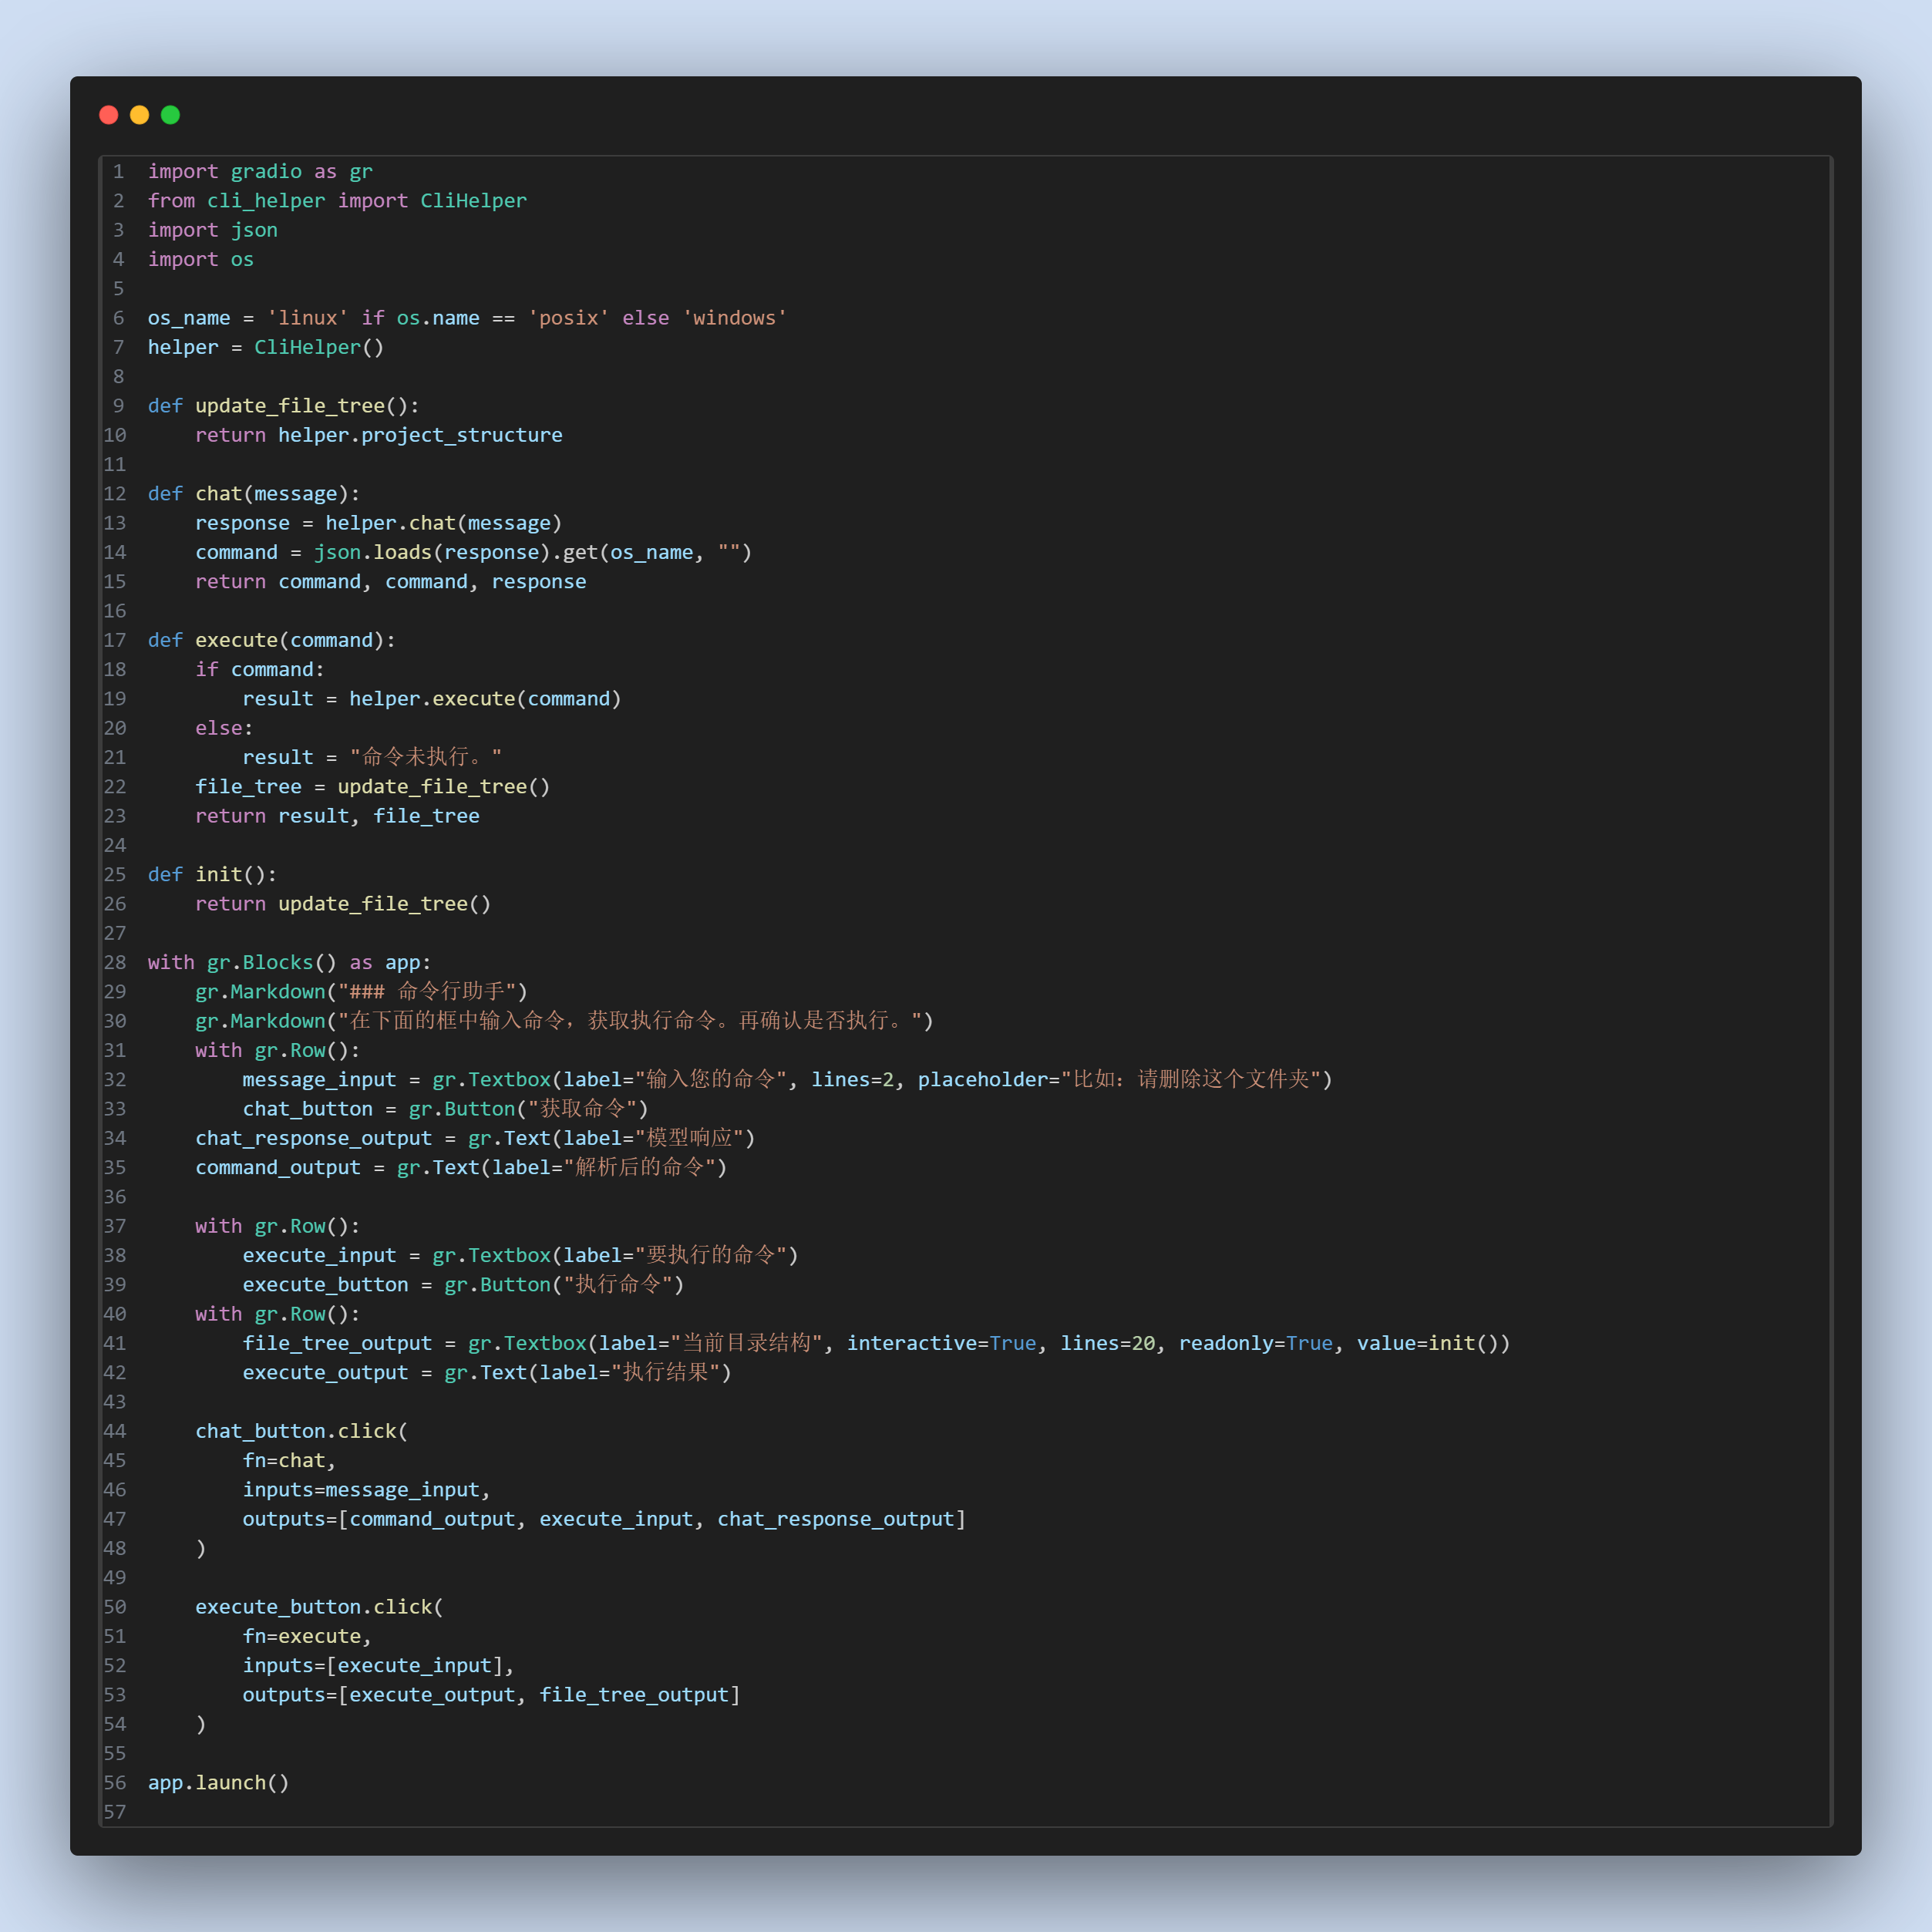 1 import gradio as gr
2 from cli_helper import CliHelper
3 import json
4 import os
5
6 os_name = 'linux' if os.name == 'posix' else 'windows'
7 helper = CliHelper()
8
9 def update_file_tree():
10     return helper.project_structure
11
12 def chat(message):
13     response = helper.chat(message)
14     command = json.loads(response).get(os_name, "")
15     return command, command, response
16
17 def execute(command):
18     if command:
19         result = helper.execute(command)
20     else:
21         result = "命令未执行。"
22     file_tree = update_file_tree()
23     return result, file_tree
24
25 def init():
26     return update_file_tree()
27
28 with gr.Blocks() as app:
29     gr.Markdown("### 命令行助手")
30     gr.Markdown("在下面的框中输入命令，获取执行命令。再确认是否执行。")
31     with gr.Row():
32         message_input = gr.Textbox(label="输入您的命令", lines=2, placeholder="比如：请删除这个文件夹")
33         chat_button = gr.Button("获取命令")
34     chat_response_output = gr.Text(label="模型响应")
35     command_output = gr.Text(label="解析后的命令")
36
37     with gr.Row():
38         execute_input = gr.Textbox(label="要执行的命令")
39         execute_button = gr.Button("执行命令")
40     with gr.Row():
41         file_tree_output = gr.Textbox(label="当前目录结构", interactive=True, lines=20, readonly=True, value=init())
42         execute_output = gr.Text(label="执行结果")
43
44     chat_button.click(
45         fn=chat,
46         inputs=message_input,
47         outputs=[command_output, execute_input, chat_response_output]
48     )
49
50     execute_button.click(
51         fn=execute,
52         inputs=[execute_input],
53         outputs=[execute_output, file_tree_output]
54     )
55
56 app.launch()
57